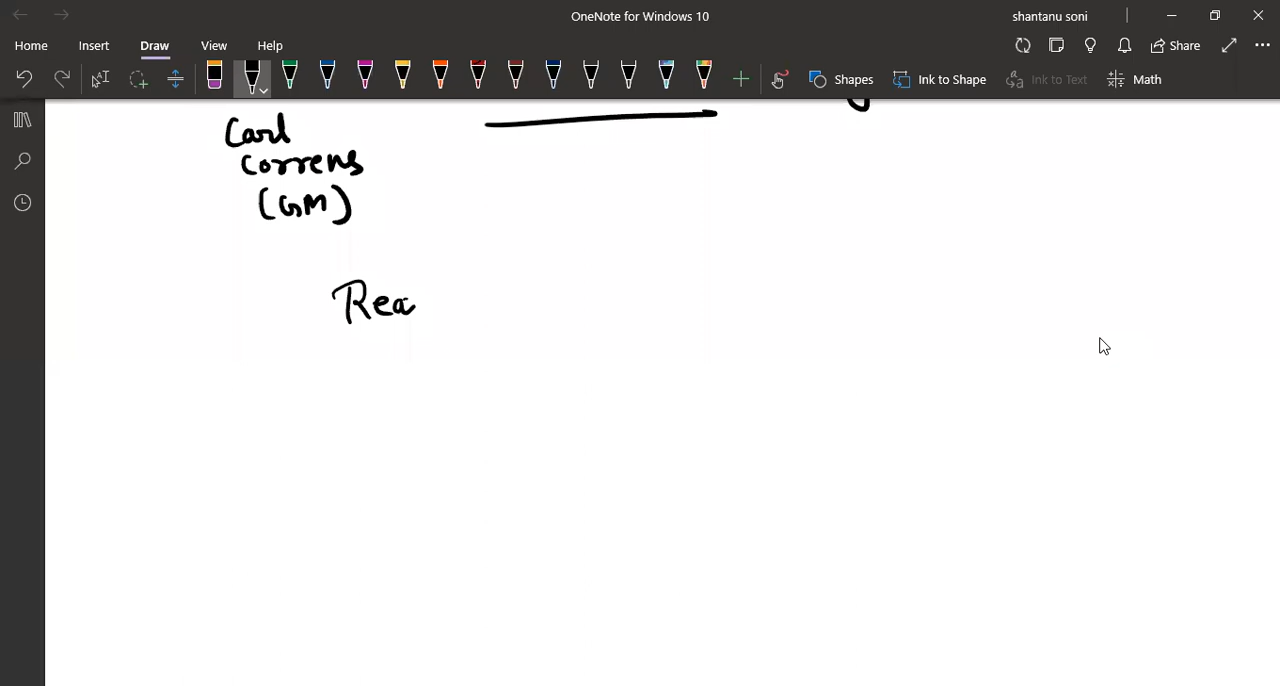 OneNote for Windows 10
shantanu soni
Home Insert Draw View Help
Share
Shapes Ink to Shape Ink to Text Math
Carl
Correns
(GM)
Rea